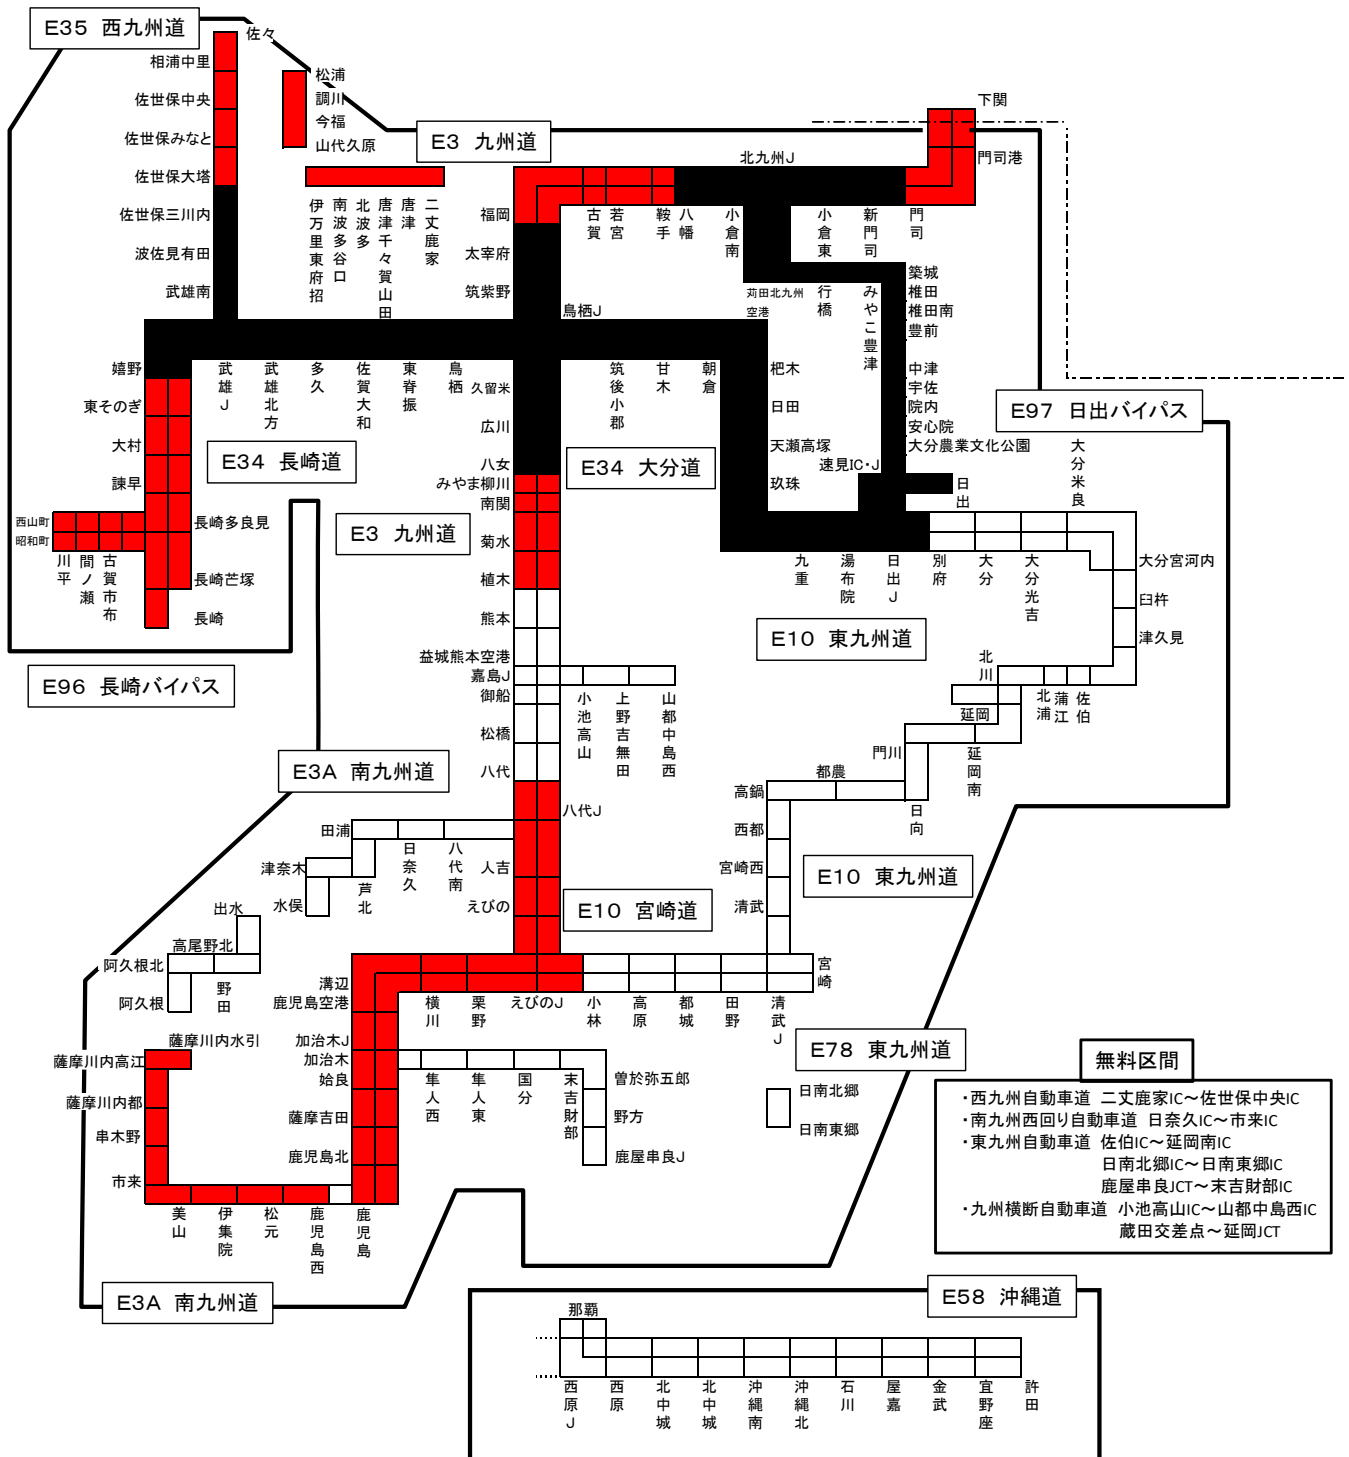 E35 西九州道
佐々
相浦中里
佐世保中央
佐世保みなと
佐世保大塔
佐世保三川内
波佐見有田
武雄南
松浦
調川
今福
山代久原
E3 九州道
下関
門司港
北九州J
伊万里東府招
南波多谷口
北波多
唐津千々賀山田
唐津
二丈鹿家
福岡
太宰府
筑紫野
古賀
若宮
鞍手
八幡
小倉南
小倉東
新門司
門司
苅田北九州
空港
行橋
みやこ豊津
築城
椎田
椎田南
豊前
中津
宇佐
院内
安心院
大分農業文化公園
速見IC・J
鳥栖J
嬉野
東そのぎ
大村
諫早
武雄J
武雄北方
多久
佐賀大和
東脊振
鳥栖
久留米
広川
八女
みやま柳川
南関
菊水
植木
熊本
益城熊本空港
嘉島J
御船
松橋
八代
筑後小郡
甘木
朝倉
杷木
日田
天瀬高塚
玖珠
E97 日出バイパス
E34 長崎道
E34 大分道
日出
大分米良
西山町
昭和町
川平
間ノ瀬
古賀市布
長崎多良見
長崎芒塚
長崎
E3 九州道
九重
湯布院
日出J
別府
大分
大分光吉
大分宮河内
臼杵
津久見
E10 東九州道
北川
北浦
蒲江
佐伯
E96 長崎バイパス
小池高山
上野吉無田
山都中島西
延岡
延岡南
門川
日向
都農
高鍋
西都
宮崎西
清武
E3A 南九州道
八代J
田浦
津奈木
水俣
芦北
日奈久
八代南
人吉
えびの
E10 東九州道
E10 宮崎道
出水
高尾野北
阿久根北
阿久根
野田
溝辺
鹿児島空港
横川
栗野
えびのJ
小林
高原
都城
田野
清武J
宮崎
薩摩川内水引
薩摩川内高江
薩摩川内都
串木野
市来
加治木J
加治木
姶良
薩摩吉田
鹿児島北
隼人西
隼人東
国分
末吉財部
曽於弥五郎
野方
鹿屋串良J
E78 東九州道
日南北郷
日南東郷
美山
伊集院
松元
鹿児島西
鹿児島
E3A 南九州道
無料区間
・西九州自動車道 二丈鹿家IC～佐世保中央IC
・南九州西回り自動車道 日奈久IC～市来IC
・東九州自動車道 佐伯IC～延岡南IC
日南北郷IC～日南東郷IC
鹿屋串良JCT～末吉財部IC
・九州横断自動車道 小池高山IC～山都中島西IC
蔵田交差点～延岡JCT
E58 沖縄道
那覇
西原J
西原
北中城
北中城
沖縄南
沖縄北
石川
屋嘉
金武
宜野座
許田